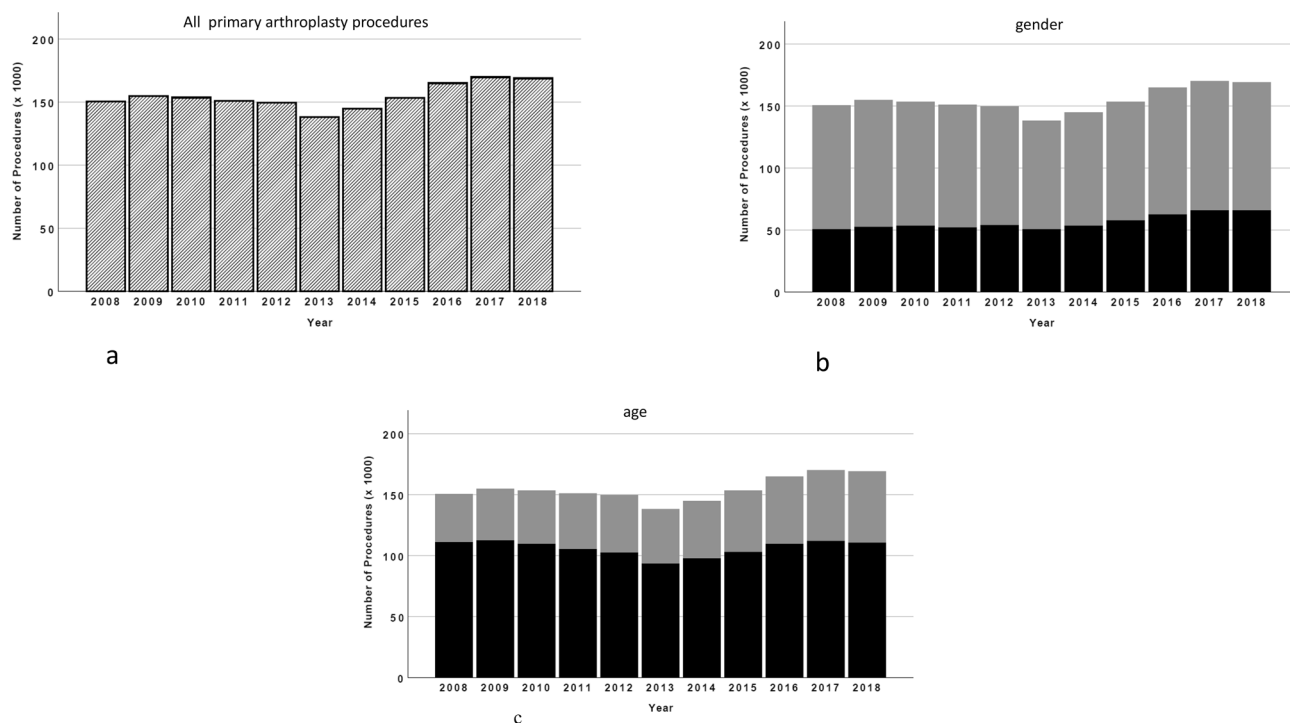 All primary arthroplasty procedures
Number of Procedures (x 1000)
200
150
100
50
0
2008 2009 2010 2011 2012 2013 2014 2015 2016 2017 2018
Year
a
gender
Number of Procedures (x 1000)
200
150
100
50
0
2008 2009 2010 2011 2012 2013 2014 2015 2016 2017 2018
Year
b
age
Number of Procedures (x 1000)
200
150
100
50
0
2008 2009 2010 2011 2012 2013 2014 2015 2016 2017 2018
Year
c